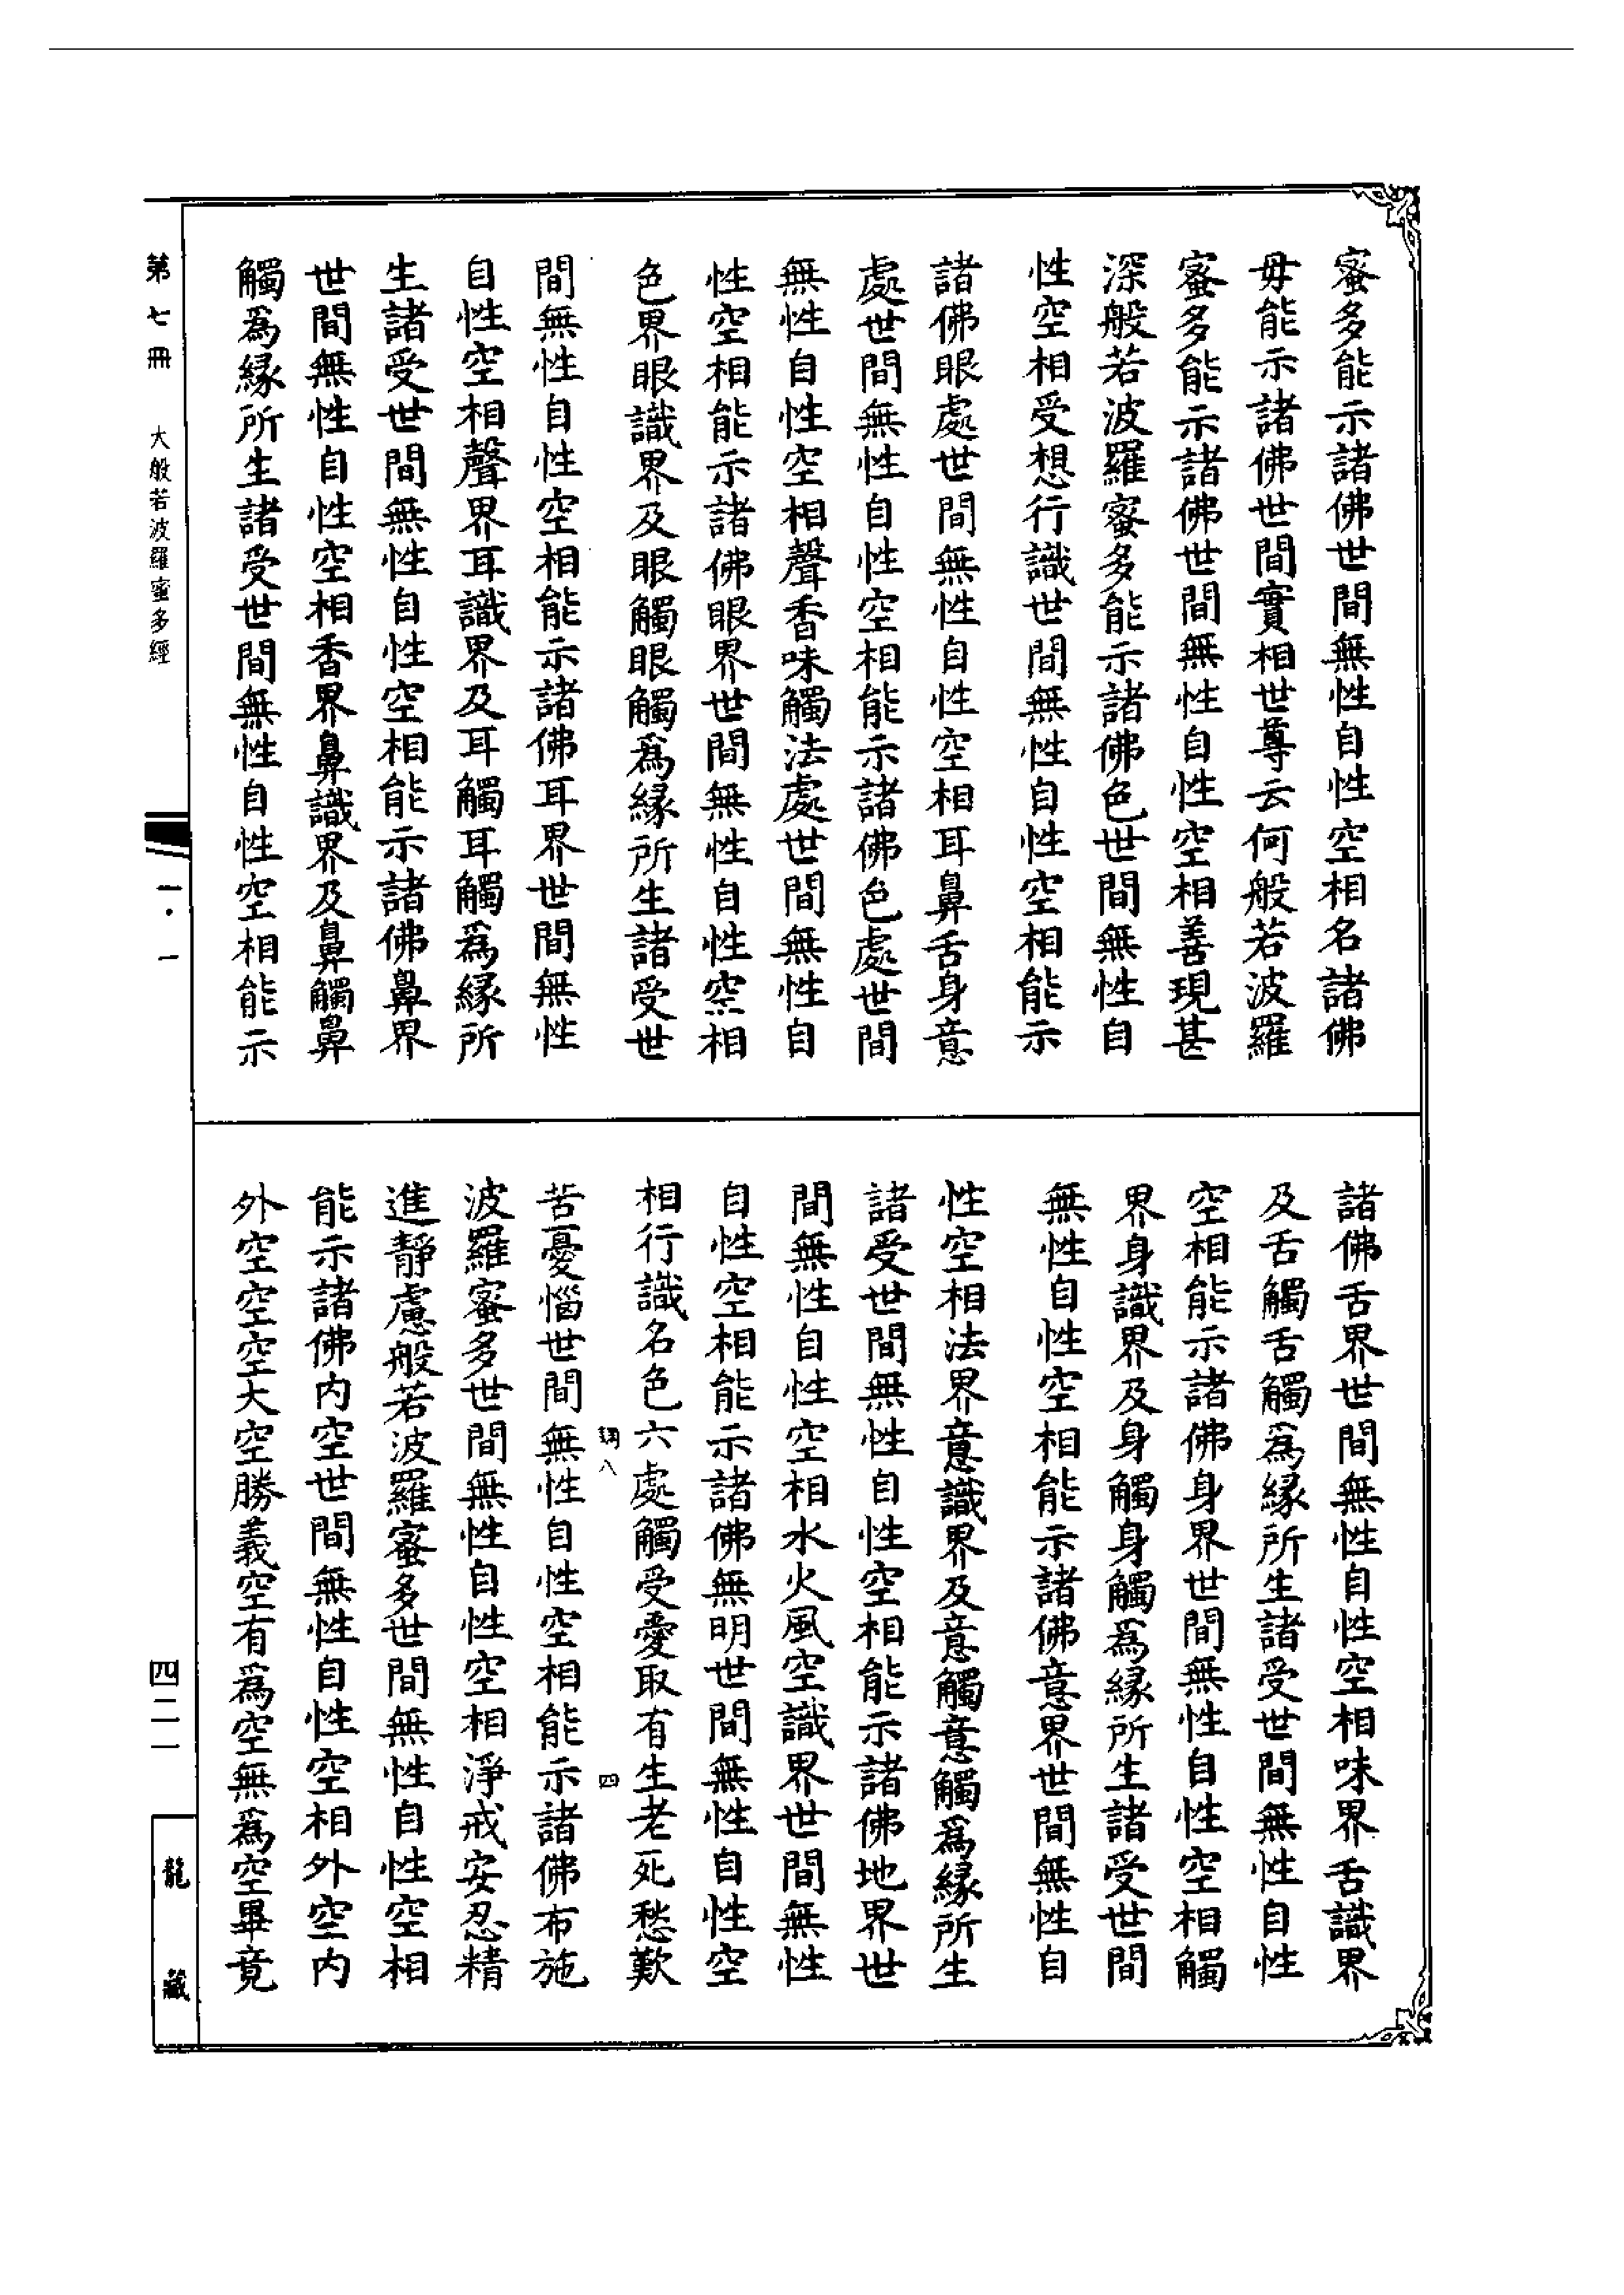 蜜多能示諸佛世間無性自性空相名諸佛
毋能示諸佛世間實相世尊云何般若波羅
蜜多能示諸佛世間無性自性空相善現甚
深般若波羅蜜多能示諸佛色世間無性自
性空相受想行識世間無性自性空相能示
諸佛眼處世間無性自性空相耳鼻舌身意
處世間無性自性空相能示諸佛色處世間
無性自性空相聲香味觸法處世間無性自
性空相能示諸佛眼界世間無性自性空相
色界眼識界及眼觸眼觸爲緣所生諸受世
間無性自性空相能示諸佛耳界世間無性
自性空相聲界耳識界及耳觸耳觸爲緣所
生諸受世間無性自性空相能示諸佛鼻界
世間無性自性空相香界鼻識界及鼻觸鼻
觸爲緣所生諸受世間無性自性空相能示
諸佛舌界世間無性自性空相味界舌識界
及舌觸舌觸爲緣所生諸受世間無性自性
空相能示諸佛身界世間無性自性空相觸
界身識界及身觸身觸爲緣所生諸受世間
無性自性空相能示諸佛意界世間無性自
性空相法界意識界及意觸意觸爲緣所生
諸受世間無性自性空相能示諸佛地界世
間無性自性空相水火風空識界世間無性
自性空相能示諸佛無明世間無性自性空
相行識名色六處觸受愛取有生老死愁歎
調八 四
苦憂惱世間無性自性空相能示諸佛布施
波羅蜜多世間無性自性空相淨戒安忍精
進靜慮般若波羅蜜多世間無性自性空相
能示諸佛内空世間無性自性空相外空内
外空空空大空勝義空有爲空無爲空畢竟
第七冊 大般若波羅蜜多經 一·一 四二一 龍藏